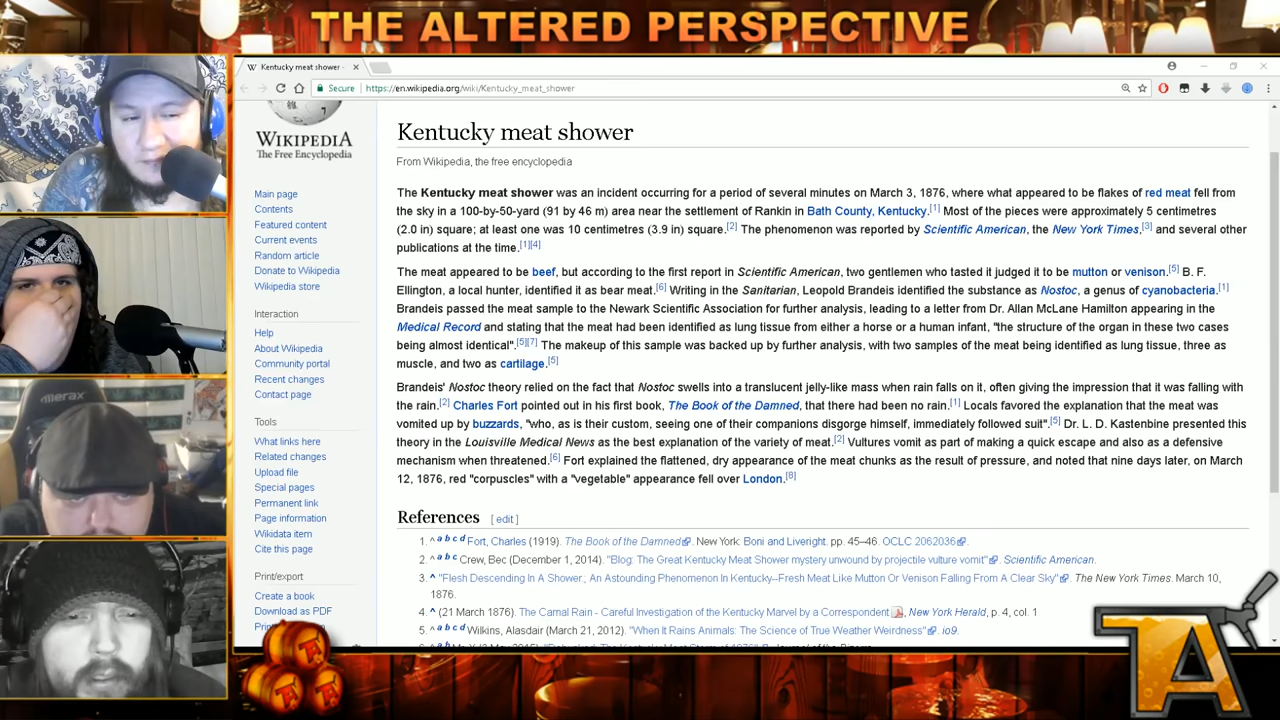 THE ALTERED PERSPECTIVE
Kentucky meat shower
Secure
https://en.wikipedia.org/wiki/Kentucky_meat_shower
WIKIPEDIA
The Free Encyclopedia
Main page
Contents
Featured content
Current events
Random article
Donate to Wikipedia
Wikipedia store
Interaction
Help
About Wikipedia
Community portal
Recent changes
Contact page
Tools
What links here
Related changes
Upload file
Special pages
Permanent link
Page information
Wikidata item
Cite this page
Print/export
Create a book
Download as PDF
Kentucky meat shower
From Wikipedia, the free encyclopedia
The Kentucky meat shower was an incident occurring for a period of several minutes on March 3, 1876, where what appeared to be flakes of red meat fell from
the sky in a 100-by-50-yard (91 by 46 m) area near the settlement of Rankin in Bath County, Kentucky.[1] Most of the pieces were approximately 5 centimetres
(2.0 in) square; at least one was 10 centimetres (3.9 in) square.[2] The phenomenon was reported by Scientific American, the New York Times,[3] and several other
publications at the time.[1][4]
The meat appeared to be beef, but according to the first report in Scientific American, two gentlemen who tasted it judged it to be mutton or venison.[5] B. F.
Ellington, a local hunter, identified it as bear meat.[6] Writing in the Sanitarian, Leopold Brandeis identified the substance as Nostoc, a genus of cyanobacteria.[1]
Brandeis passed the meat sample to the Newark Scientific Association for further analysis, leading to a letter from Dr. Allan McLane Hamilton appearing in the
Medical Record and stating that the meat had been identified as lung tissue from either a horse or a human infant, "the structure of the organ in these two cases
being almost identical".[5][7] The makeup of this sample was backed up by further analysis, with two samples of the meat being identified as lung tissue, three as
muscle, and two as cartilage.[5]
Brandeis' Nostoc theory relied on the fact that Nostoc swells into a translucent jelly-like mass when rain falls on it, often giving the impression that it was falling with
the rain.[2] Charles Fort pointed out in his first book, The Book of the Damned, that there had been no rain.[1] Locals favored the explanation that the meat was
vomited up by buzzards, "who, as is their custom, seeing one of their companions disgorge himself, immediately followed suit".[5] Dr. L. D. Kastenbine presented this
theory in the Louisville Medical News as the best explanation of the variety of meat.[2] Vultures vomit as part of making a quick escape and also as a defensive
mechanism when threatened.[6] Fort explained the flattened, dry appearance of the meat chunks as the result of pressure, and noted that nine days later, on March
12, 1876, red "corpuscles" with a "vegetable" appearance fell over London.[8]
References [ edit ]
1. ^ a b c d Fort, Charles (1919). The Book of the Damned. New York: Boni and Liveright. pp. 45–46. OCLC 2062036.
2. ^ a b c Crew, Bec (December 1, 2014). "Blog: The Great Kentucky Meat Shower mystery unwound by projectile vulture vomit". Scientific American.
3. ^ "Flesh Descending In A Shower., An Astounding Phenomenon In Kentucky--Fresh Meat Like Mutton Or Venison Falling From A Clear Sky". The New York Times. March 10,
1876.
4. ^ (21 March 1876). The Carnal Rain - Careful Investigation of the Kentucky Marvel by a Correspondent, New York Herald, p. 4, col. 1
5. ^ a b c d Wilkins, Alasdair (March 21, 2012). "When It Rains Animals: The Science of True Weather Weirdness". io9.
TA